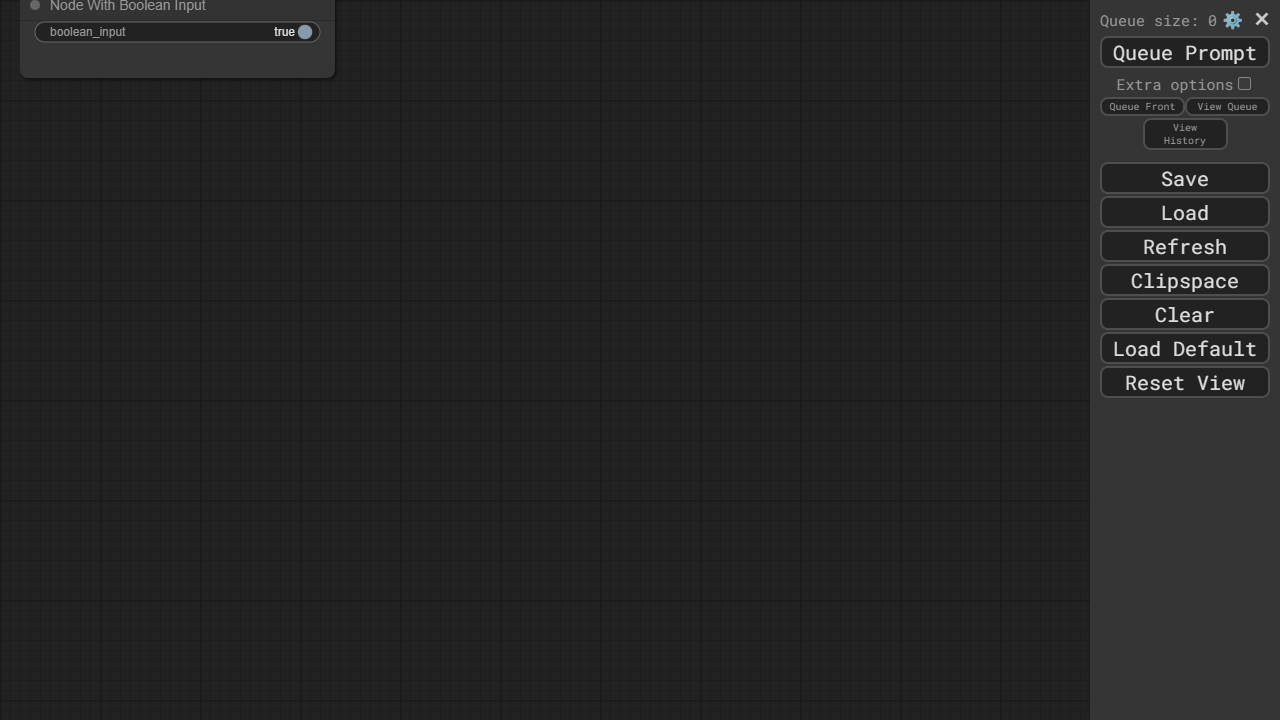 Node With Boolean Input
boolean_input true
Queue size: 0
Queue Prompt
Extra options
Queue Front
View Queue
View
History
Save
Load
Refresh
Clipspace
Clear
Load Default
Reset View